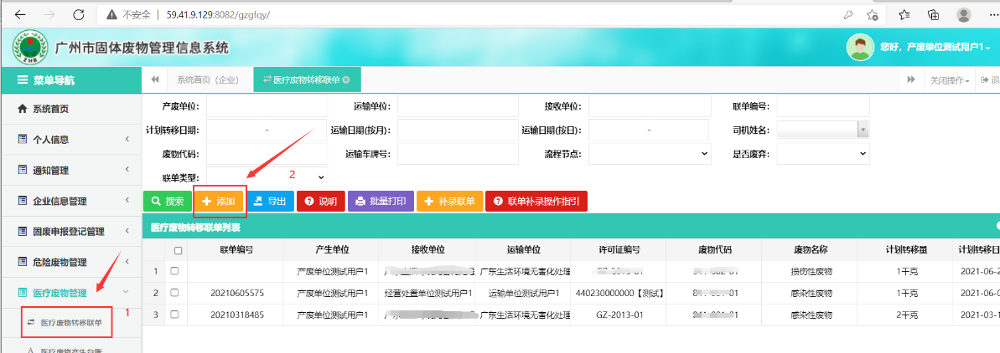 不安全 59.41.9.129:8082/gzgfqy/
广州市固体废物管理信息系统
您好，产废单位测试用户1
菜单导航
系统首页（企业）
医疗废物转移联单
关闭操作
系统首页
个人信息
通知管理
企业信息管理
固废申报登记管理
危险废物管理
医疗废物管理
医疗废物转移联单
1
医疗废物产生台账
产废单位：
运输单位：
接收单位：
联单编号：
计划转移日期： -
运输日期(按月)：
运输日期(按日)： -
司机姓名：
废物代码：
运输车牌号：
流程节点：
是否废弃：
联单类型：
2
搜索
添加
导出
说明
批量打印
补录联单
联单补录操作指引
医疗废物转移联单列表
联单编号 产生单位 接收单位 运输单位 许可证编号 废物代码 废物名称 计划转移量 计划转移日
1 产废单位测试用户1 广东生活环境无害化处理 损伤性废物 1千克 2021-06-2
2 20210605575 产废单位测试用户1 经营处置单位测试用户1 运输单位测试用户1 440230000000【测试】 感染性废物 1千克 2021-06-0
3 20210318485 产废单位测试用户1 广东生活环境无害化处理 GZ-2013-01 感染性废物 2千克 2021-03-1